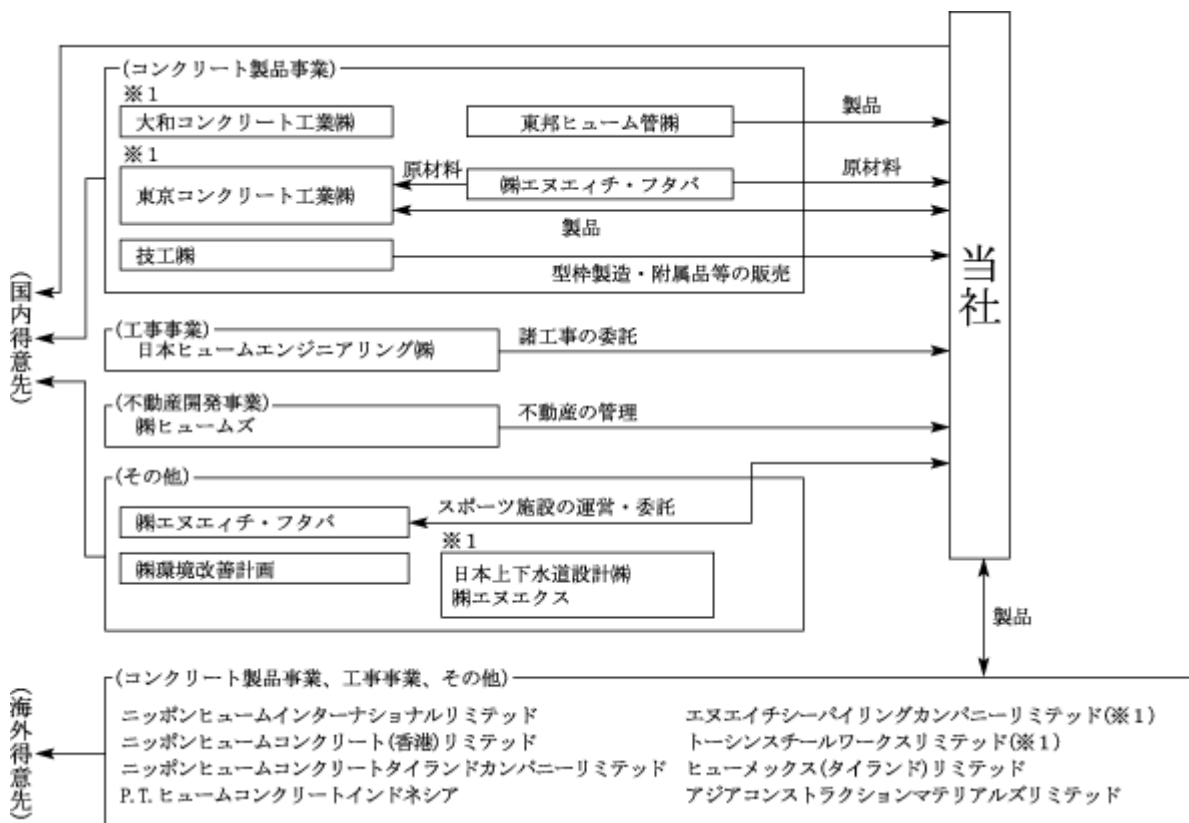 (コンクリート製品事業)
※1
大和コンクリート工業㈱
東邦ヒューム管㈱
製品
※1
東京コンクリート工業㈱
原材料
㈱エヌエィチ・フタバ
原材料
製品
技工㈱
型枠製造・附属品等の販売
当社
(国内得意先)
(工事事業)
日本ヒュームエンジニアリング㈱
諸工事の委託
(不動産開発事業)
㈱ヒュームズ
不動産の管理
(その他)
㈱エヌエィチ・フタバ
スポーツ施設の運営・委託
※1
㈱環境改善計画
日本上下水道設計㈱
㈱エヌエクス
製品
(海外得意先)
(コンクリート製品事業、工事事業、その他)
ニッポンヒュームインターナショナルリミテッド
エヌエイチシーパイリングカンパニーリミテッド(※1)
ニッポンヒュームコンクリート(香港)リミテッド
トーシンスチールワークスリミテッド(※1)
ニッポンヒュームコンクリートタイランドカンパニーリミテッド
ヒューメックス(タイランド)リミテッド
P.T.ヒュームコンクリートインドネシア
アジアコンストラクションマテリアルズリミテッド